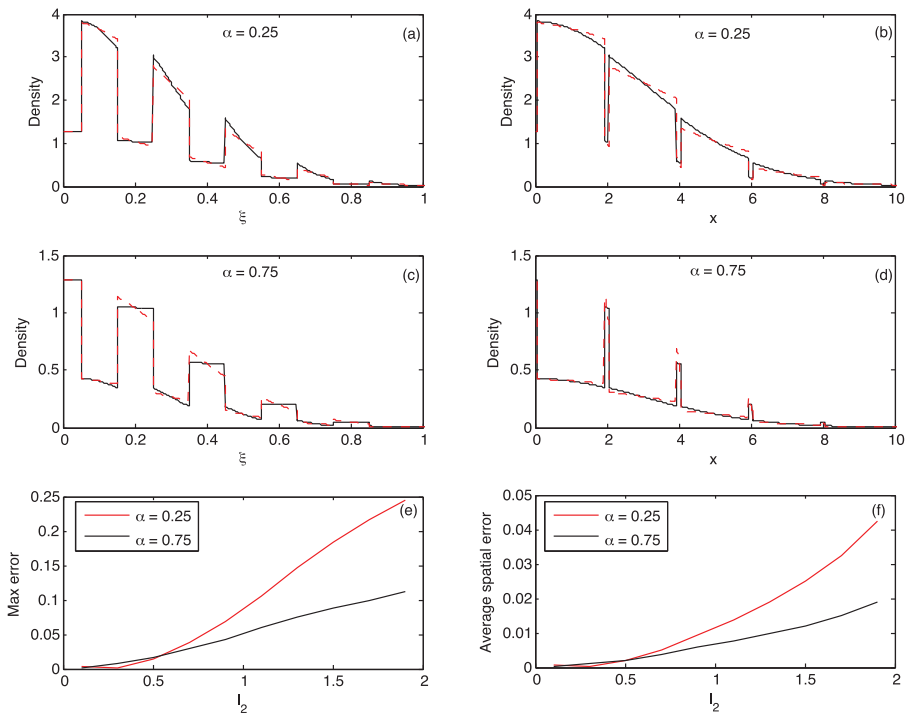 4
3
2
1
0
Density
α = 0.25
(a)
0
0.2
0.4
0.6
0.8
1
ξ
4
3
2
1
0
Density
α = 0.25
(b)
0
2
4
6
8
10
x
1.5
1
0.5
0
Density
α = 0.75
(c)
0
0.2
0.4
0.6
0.8
1
ξ
1.5
1
0.5
0
Density
α = 0.75
(d)
0
2
4
6
8
10
x
0.25
0.2
0.15
0.1
0.05
0
Max error
α = 0.25
α = 0.75
(e)
0
0.5
1
1.5
2
l₂
0.05
0.04
0.03
0.02
0.01
0
Average spatial error
α = 0.25
α = 0.75
(f)
0
0.5
1
1.5
2
l₂